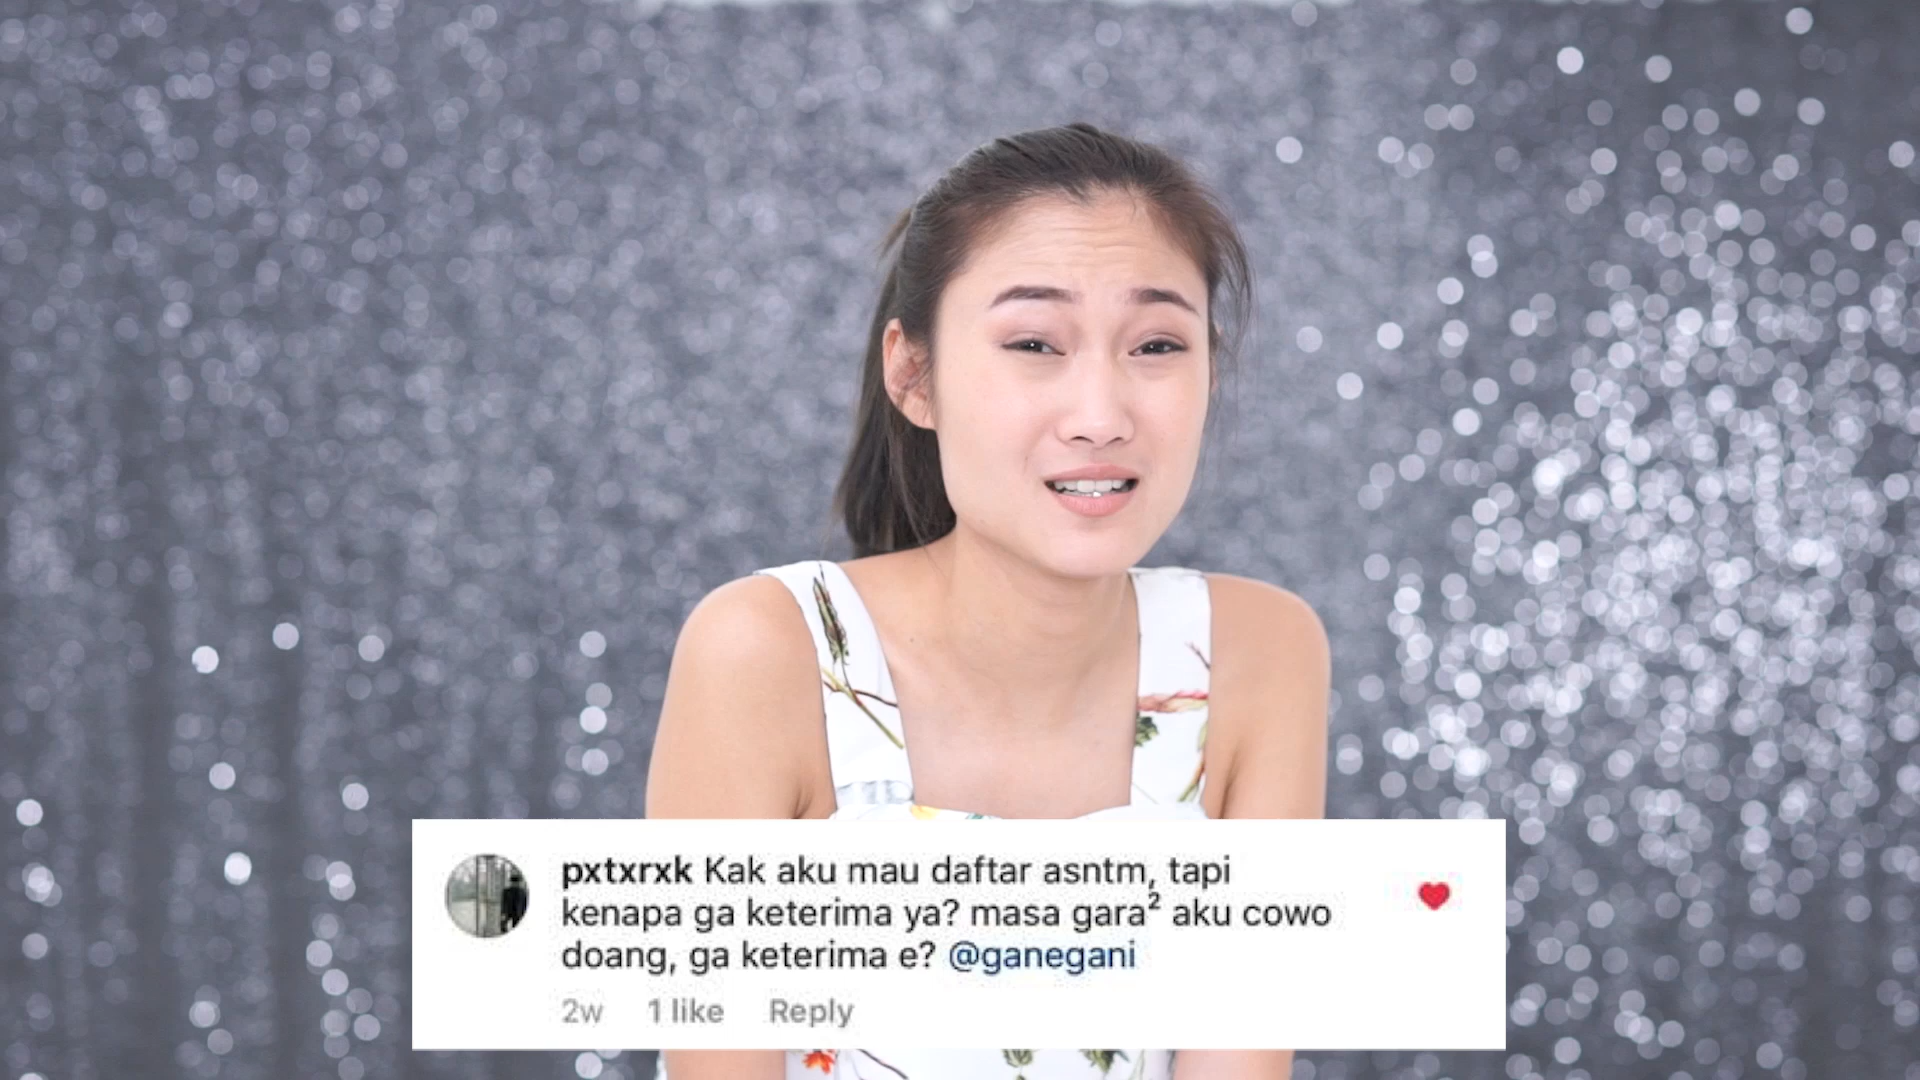 pxtxrxk Kak aku mau daftar asntm, tapi
kenapa ga keterima ya? masa gara² aku cowo
doang, ga keterima e? @ganegani
2w 1 like Reply